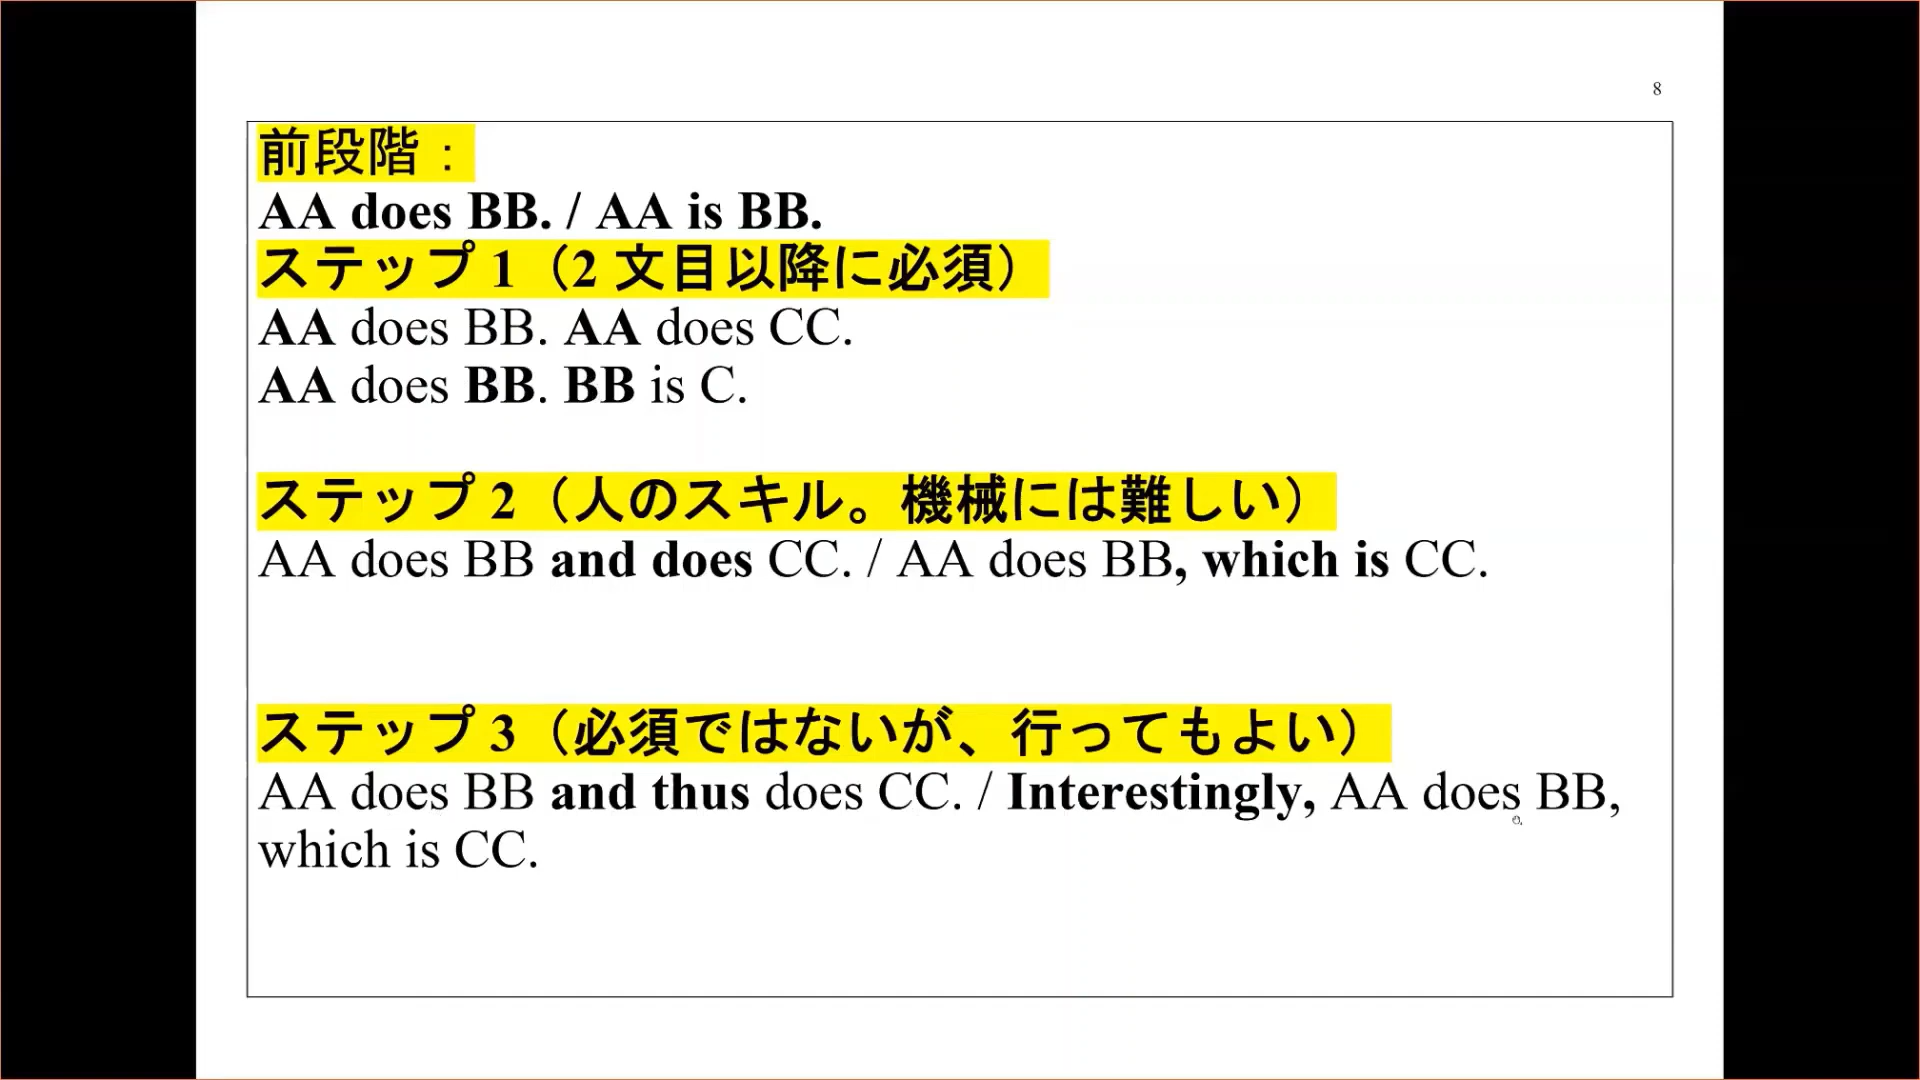 8
前段階：
AA does BB. / AA is BB.
ステップ 1（2 文目以降に必須）
AA does BB. AA does CC.
AA does BB. BB is C.
ステップ 2（人のスキル。機械には難しい）
AA does BB and does CC. / AA does BB, which is CC.
ステップ 3（必須ではないが、行ってもよい）
AA does BB and thus does CC. / Interestingly, AA does BB,
which is CC.